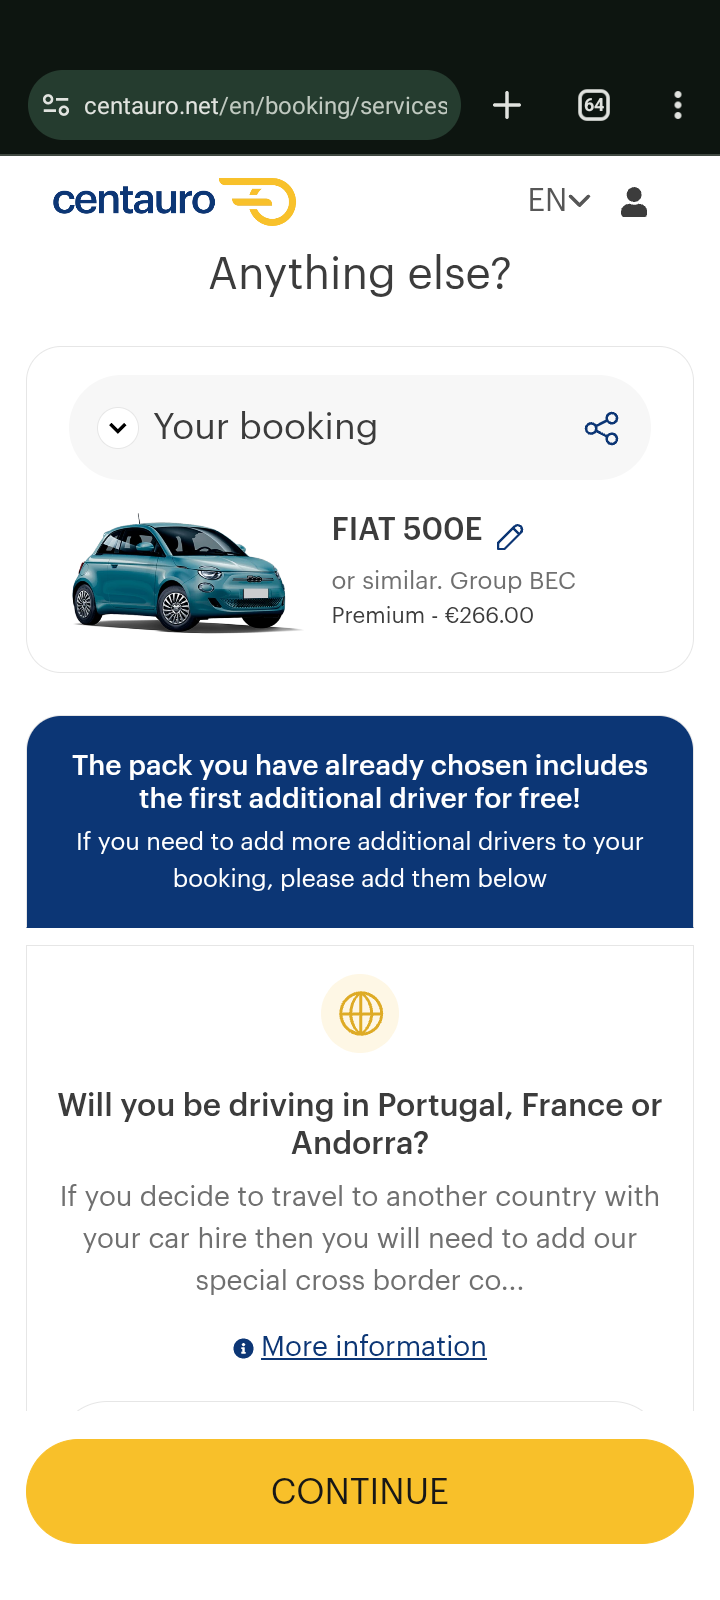 centauro.net/en/booking/services
64
centauro
EN
Anything else?
Your booking
FIAT 500E
or similar. Group BEC
Premium - €266.00
The pack you have already chosen includes
the first additional driver for free!
If you need to add more additional drivers to your
booking, please add them below
Will you be driving in Portugal, France or
Andorra?
If you decide to travel to another country with
your car hire then you will need to add our
special cross border co...
More information
CONTINUE